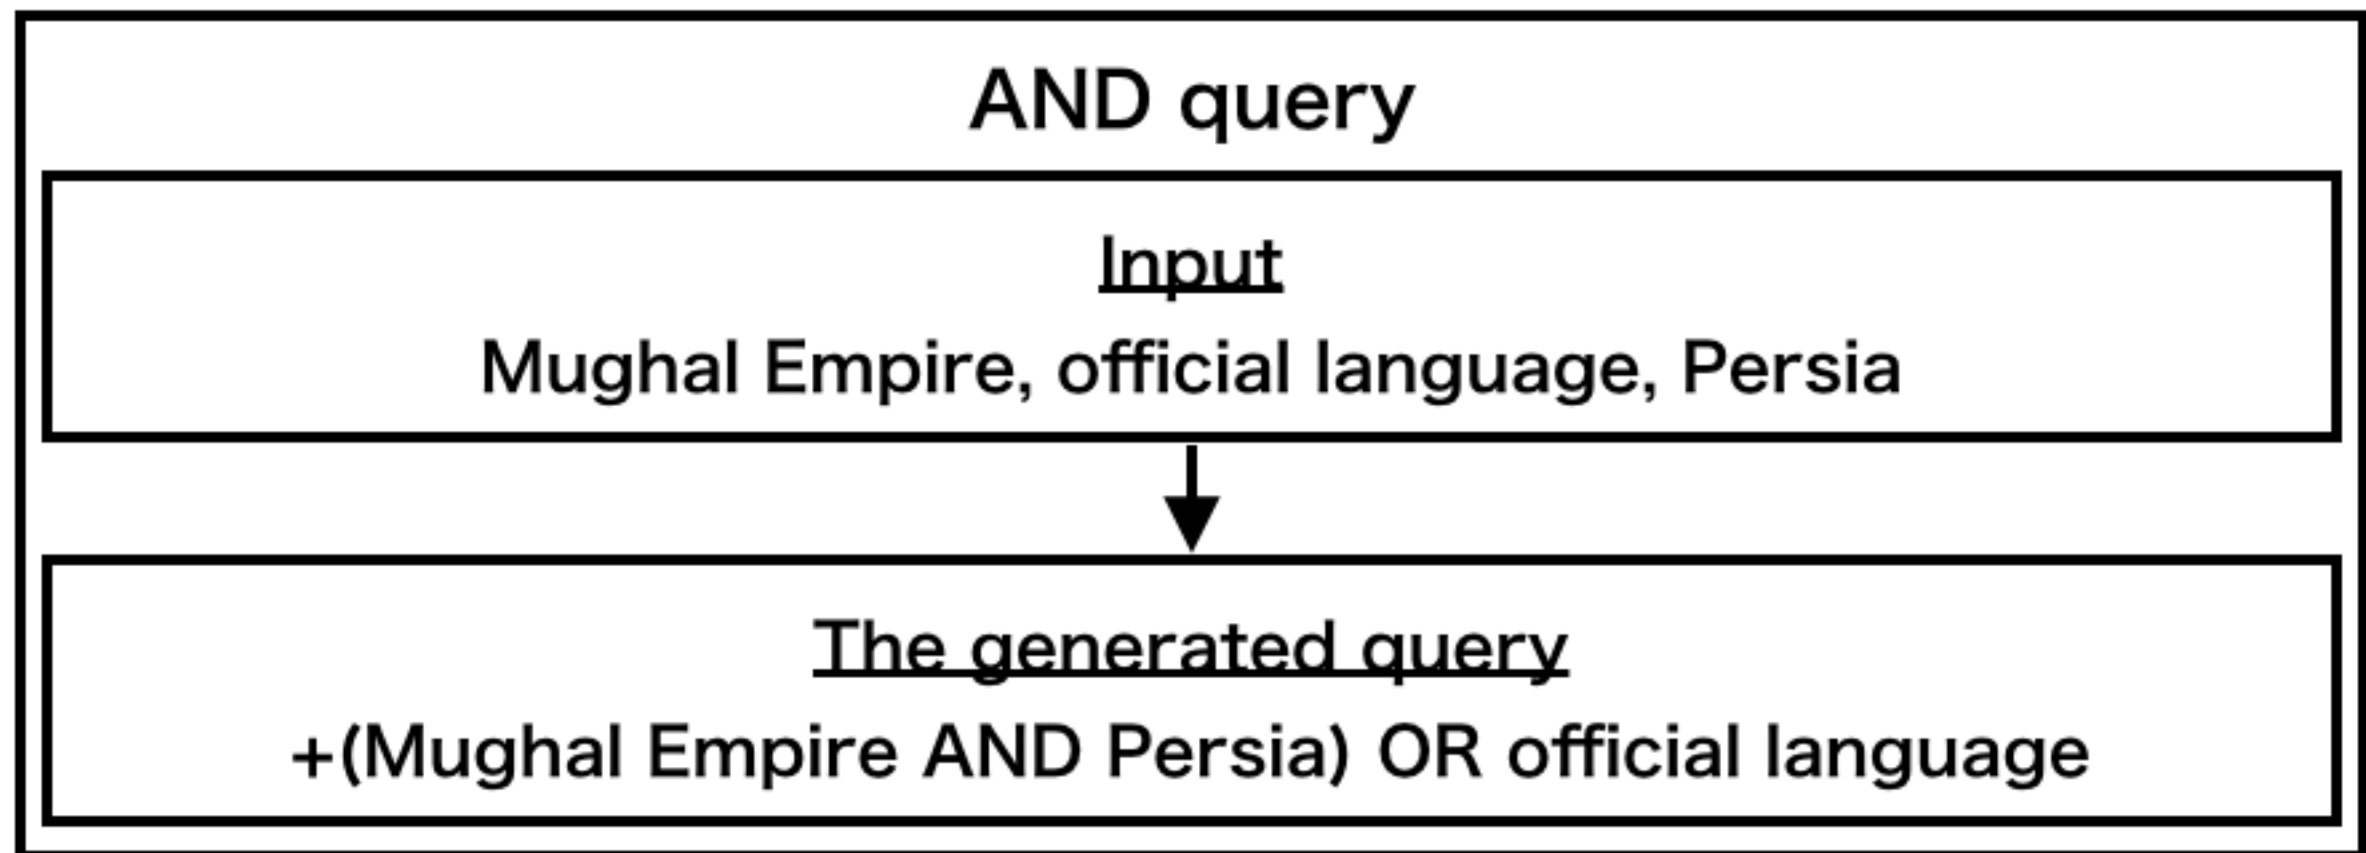 AND query
Input
Mughal Empire, official language, Persia
The generated query
+(Mughal Empire AND Persia) OR official language